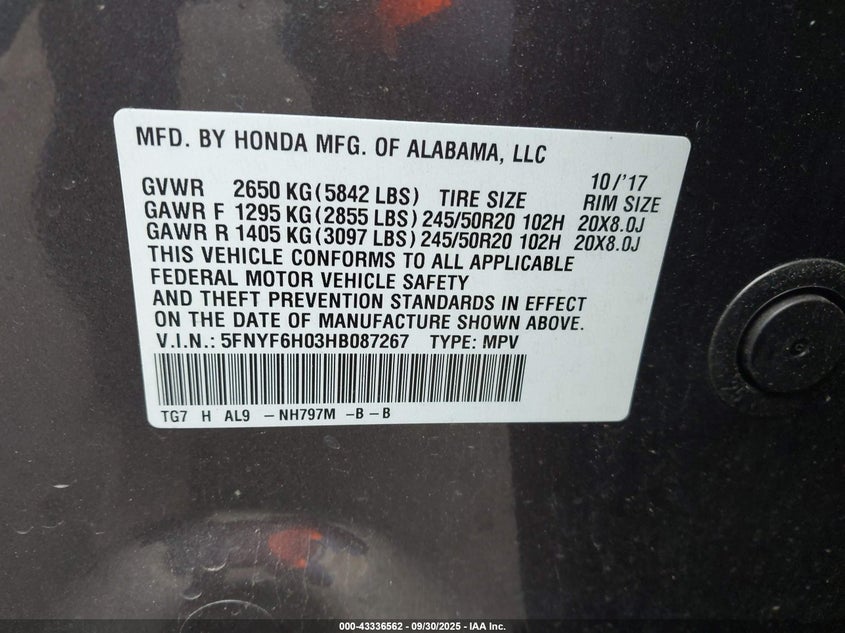 MFD. BY HONDA MFG. OF ALABAMA, LLC
10/'17
GVWR 2650 KG (5842 LBS) TIRE SIZE RIM SIZE
GAWR F 1295 KG (2855 LBS) 245/50R20 102H 20X8.0J
GAWR R 1405 KG (3097 LBS) 245/50R20 102H 20X8.0J
THIS VEHICLE CONFORMS TO ALL APPLICABLE
FEDERAL MOTOR VEHICLE SAFETY
AND THEFT PREVENTION STANDARDS IN EFFECT
ON THE DATE OF MANUFACTURE SHOWN ABOVE.
V.I.N.: 5FNYF6H03HB087267 TYPE: MPV
TG7 H AL9 – NH797M –B – B
000-43336562 - 09/30/2025 - IAA Inc.